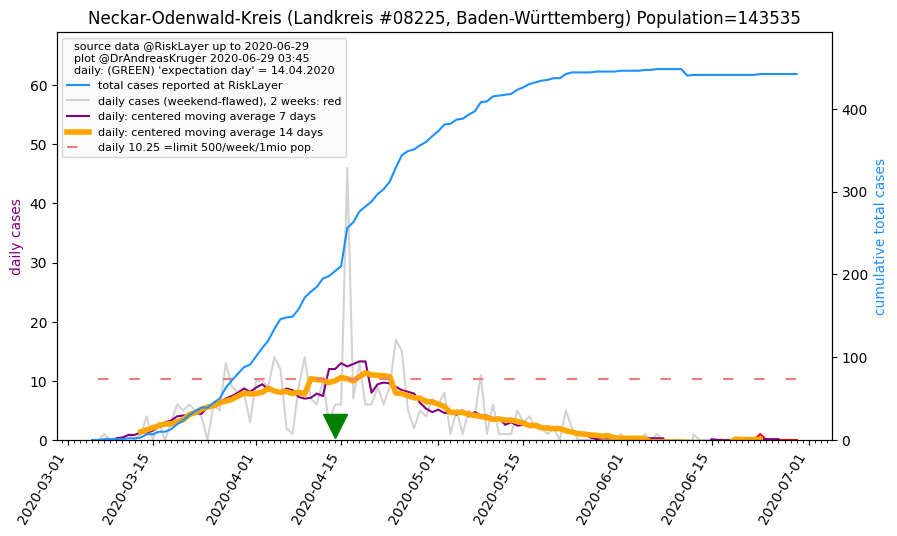 Neckar-Odenwald-Kreis (Landkreis #08225, Baden-Württemberg) Population=143535
source data @RiskLayer up to 2020-06-29
plot @DrAndreasKruger 2020-06-29 03:45
daily: (GREEN) 'expectation day' = 14.04.2020
total cases reported at RiskLayer
daily cases (weekend-flawed), 2 weeks: red
daily: centered moving average 7 days
daily: centered moving average 14 days
daily 10.25 =limit 500/week/1mio pop.
daily cases
60
50
40
30
20
10
0
cumulative total cases
400
300
200
100
0
2020-03-01
2020-03-15
2020-04-01
2020-04-15
2020-05-01
2020-05-15
2020-06-01
2020-06-15
2020-07-01